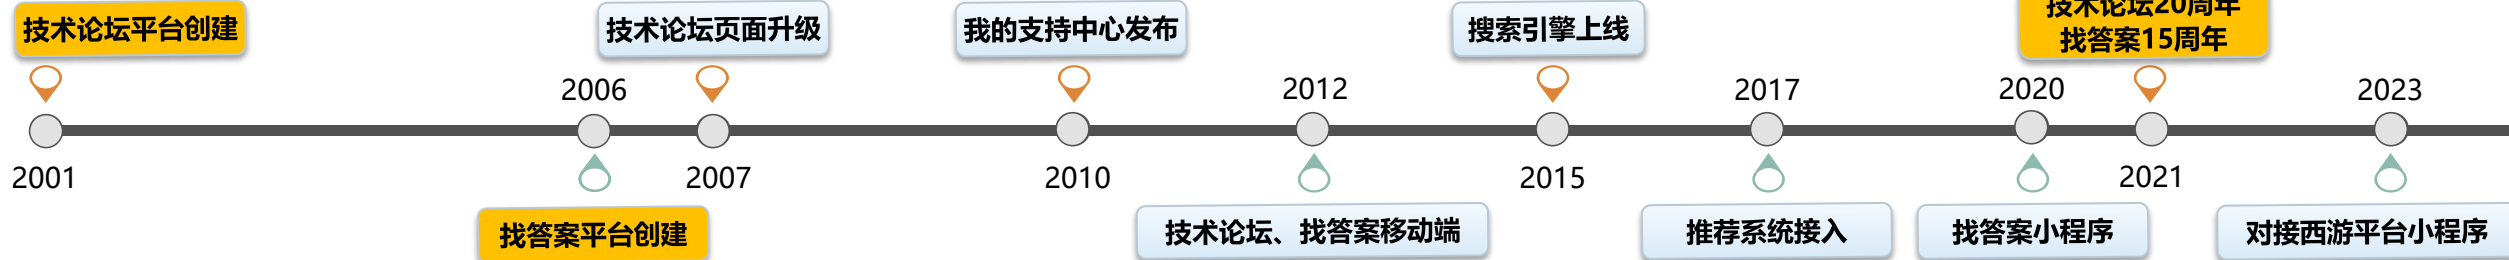 技术论坛平台创建
技术论坛页面升级
我的支持中心发布
搜索引擎上线
技术论坛20周年
找答案15周年
2006
2012
2017
2020
2023
2001
2007
2010
2015
2021
找答案平台创建
技术论坛、找答案移动端
推荐系统接入
找答案小程序
对接西游平台小程序